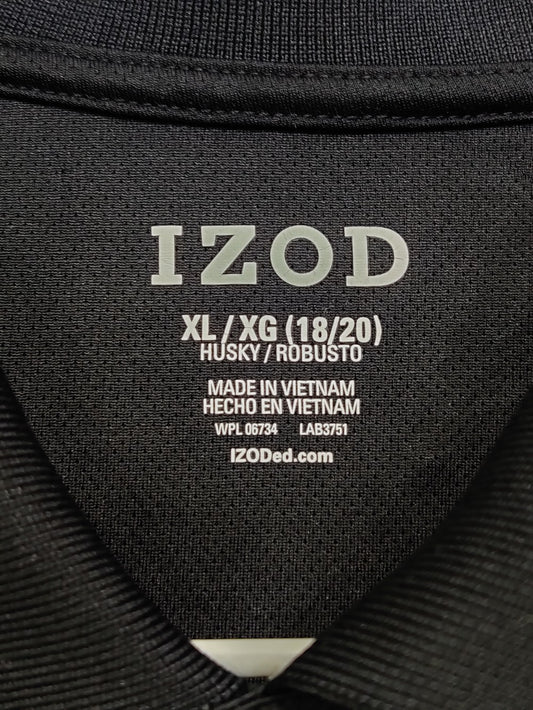 IZOD
XL/XG (18/20)
HUSKY/ROBUSTO
MADE IN VIETNAM
HECHO EN VIETNAM
WPL 06734 LAB3751
IZODed.com